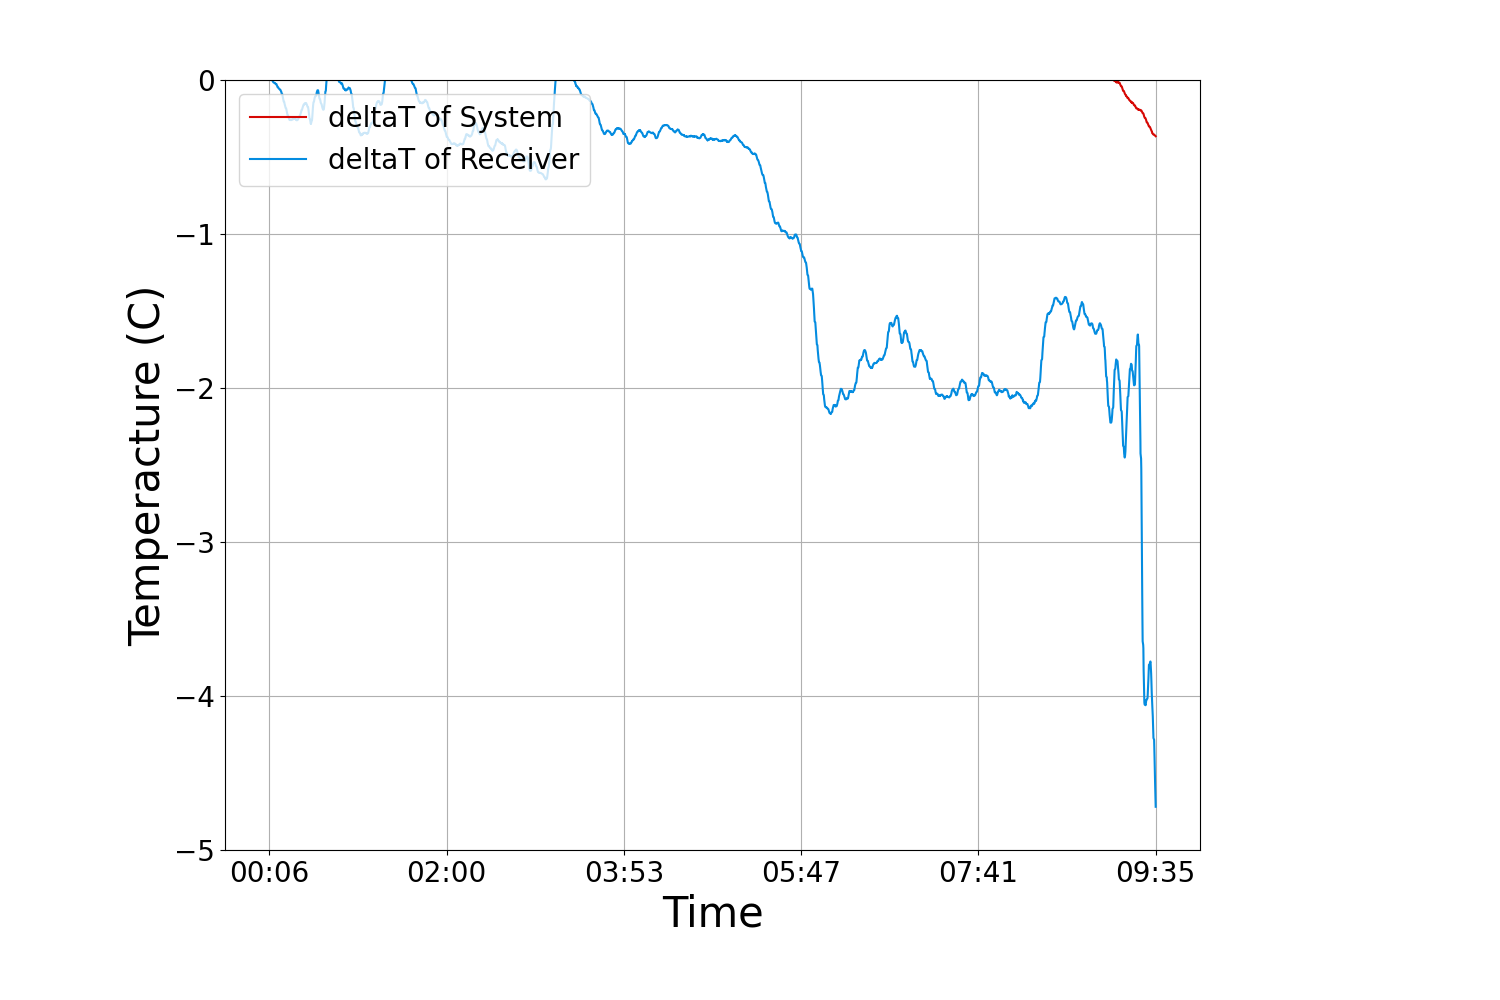 deltaT of System
deltaT of Receiver
0
−1
−2
−3
−4
−5
Temperacture (C)
00:06 02:00 03:53 05:47 07:41 09:35
Time